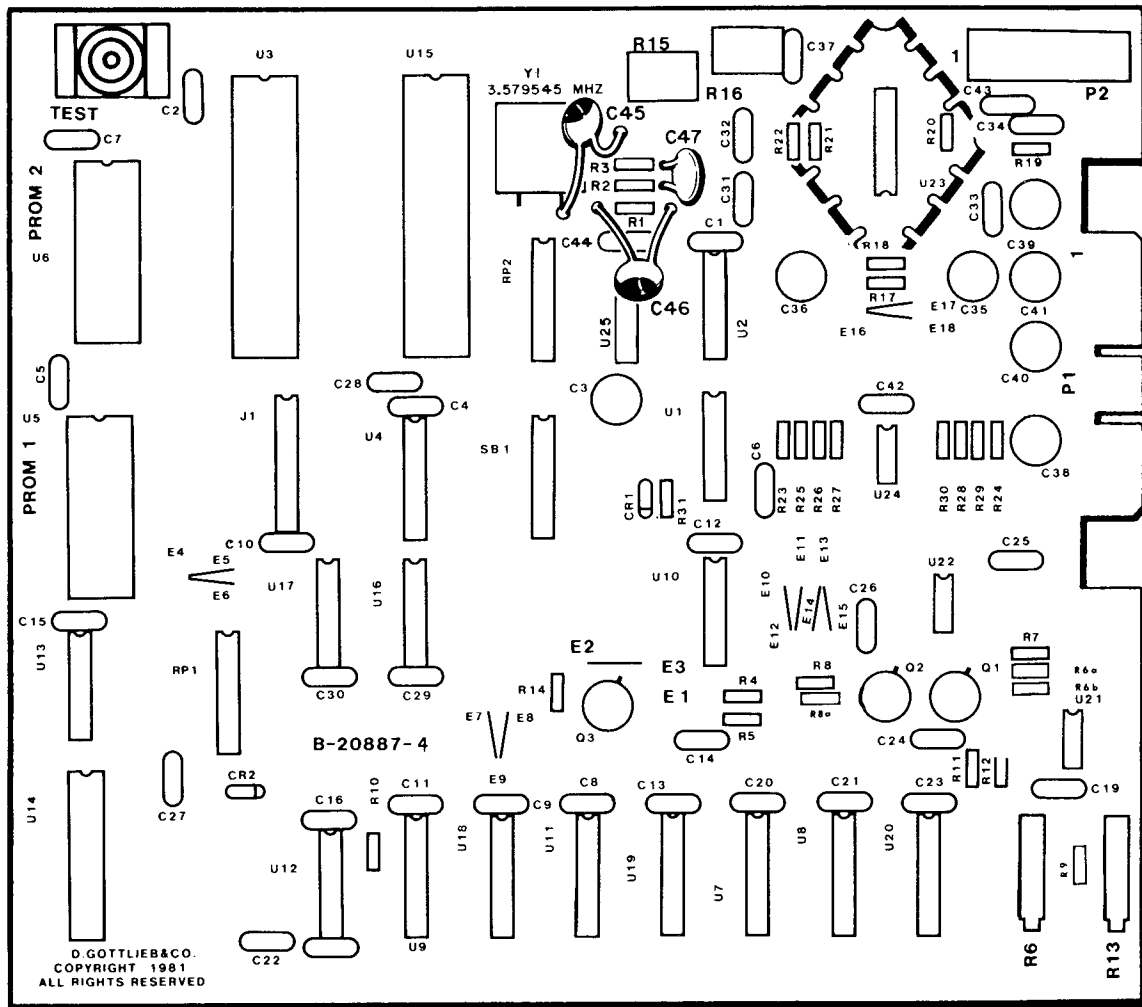 U3
U15
R15
C37
1
P2
Y1
3.579545 MHZ
R16
C43
TEST
C2
C45
C7
C32
R22
R21
R20
C34
R19
C47
R3
R2
R1
C31
U23
C33
PROM 2
U6
C44
C1
RP2
R18
C39
1
R17
C46
U25
U2
C36
E16
E17
E18
C35
C41
C5
C28
C3
C40
P1
U5
J1
C4
U4
U1
C42
PROM 1
SB1
C6
C38
CR1
R31
R23
R25
R26
R27
U24
R30
R28
R29
R24
C10
C12
E11
E13
C25
E4
E5
E6
U17
U16
U10
E10
E12
E14
E15
C26
U22
C15
U13
RP1
E2
E3
E1
R7
R6a
R6b
C30
C29
R14
R4
R8
R8a
Q2
Q1
U21
E7
E8
Q3
R5
B-20887-4
C14
C24
R11
R12
CR2
E9
U14
C27
C16
R10
C11
C9
C8
C13
C20
C21
C23
C19
U18
U11
U19
U7
U8
U20
U12
R9
C22
U9
R6
R13
D.GOTTLIEB&CO.
COPYRIGHT 1981
ALL RIGHTS RESERVED